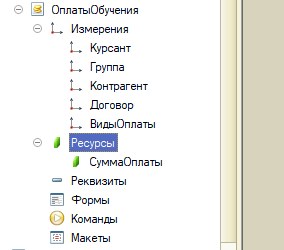 ОплатыОбучения
Измерения
Курсант
Группа
Контрагент
Договор
ВидыОплаты
Ресурсы
СуммаОплаты
Реквизиты
Формы
Команды
Макеты